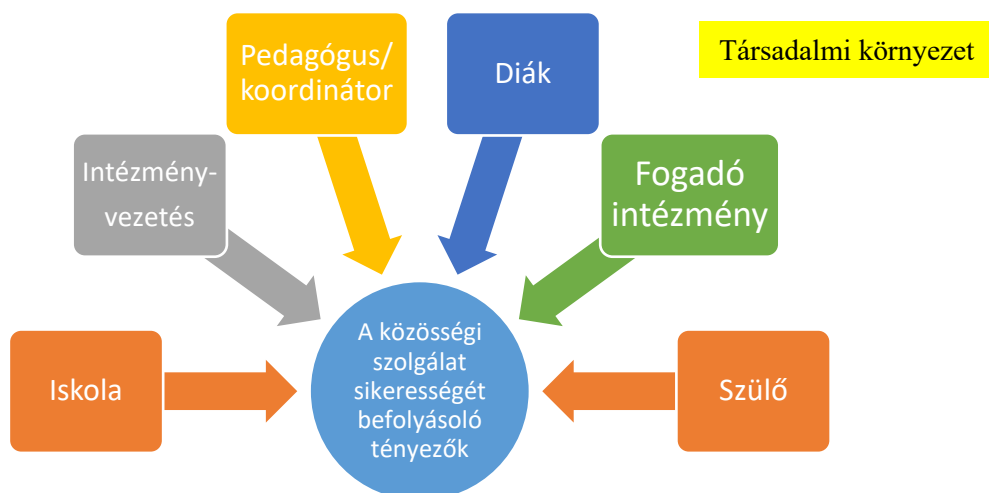 Társadalmi környezet
Pedagógus/
koordinátor
Diák
Intézmény-
vezetés
Fogadó
intézmény
Iskola
A közösségi
szolgálat
sikerességét
befolyásoló
tényezők
Szülő